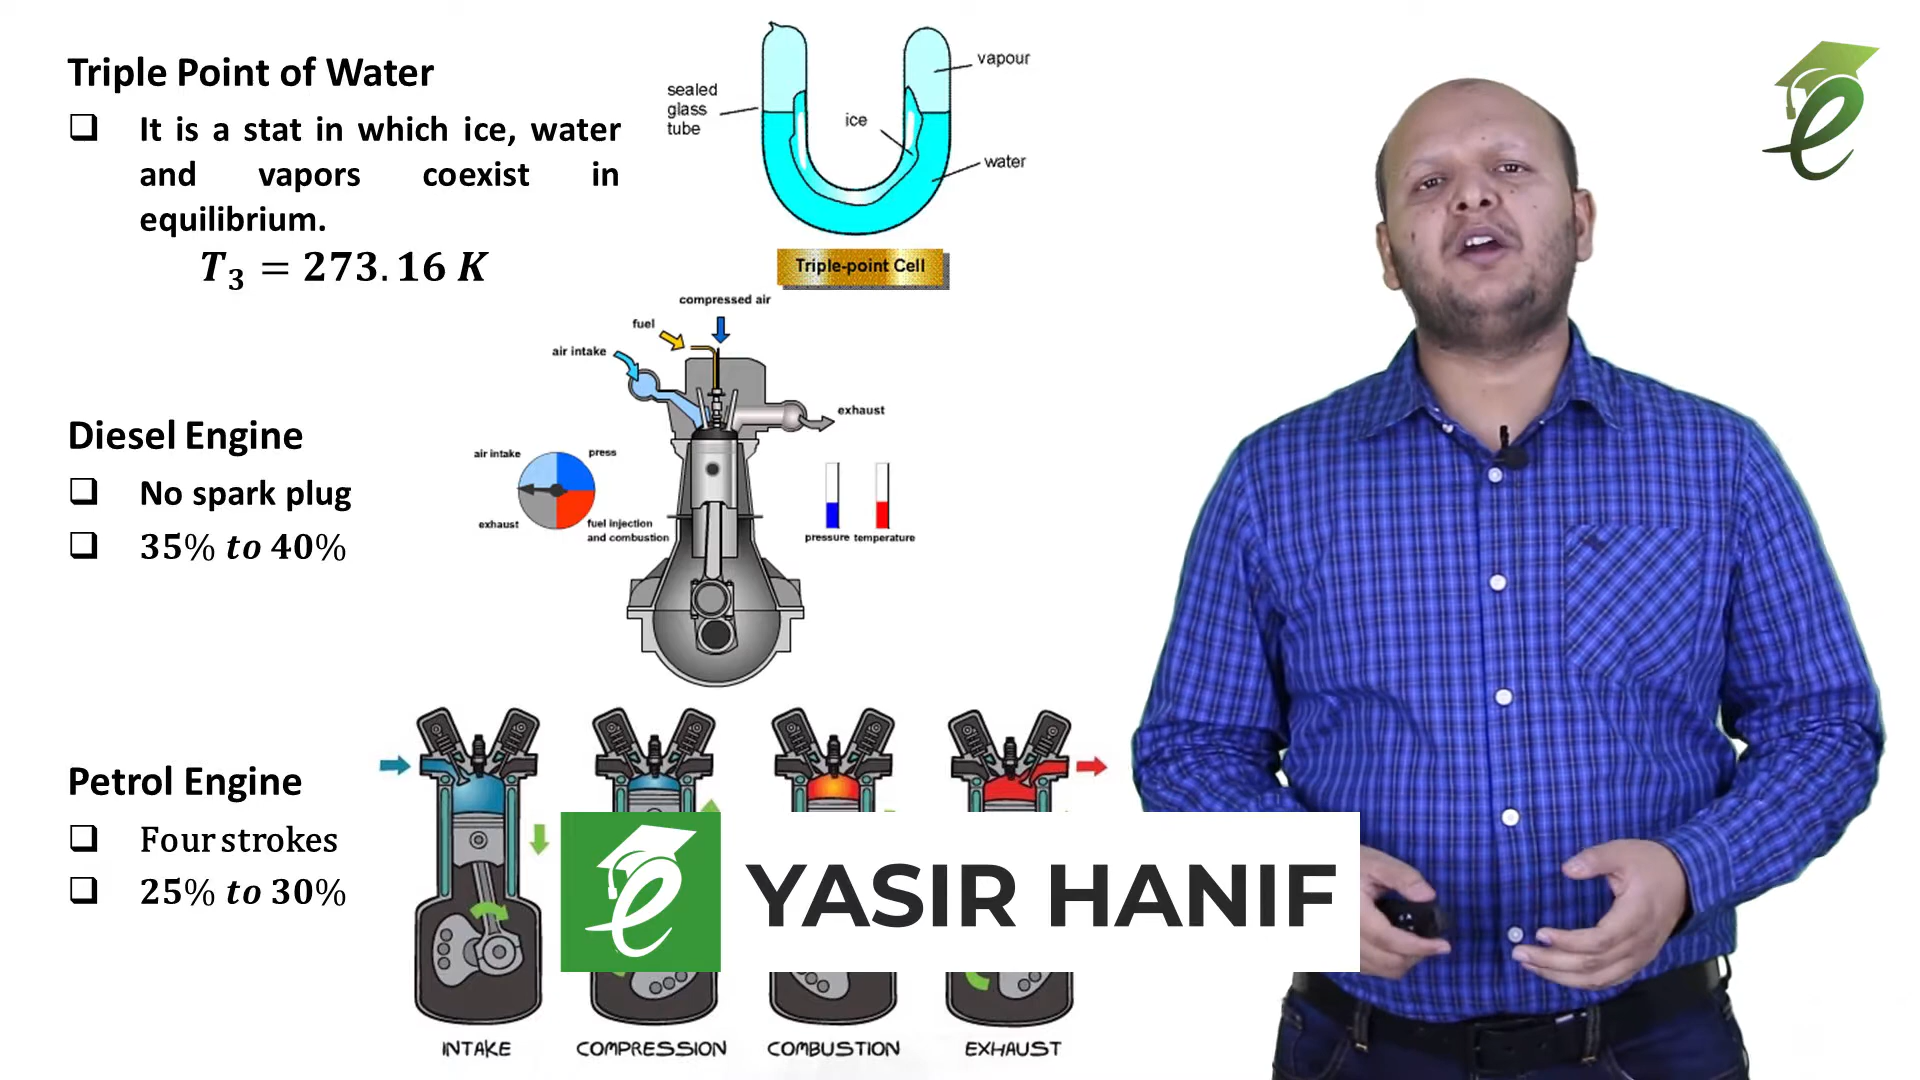 Triple Point of Water
❑ It is a stat in which ice, water
and vapors coexist in
equilibrium.
T₃ = 273.16 K
sealed
glass
tube
vapour
ice
water
Triple-point Cell
Diesel Engine
❑ No spark plug
❑ 35% to 40%
compressed air
fuel
air intake
exhaust
air intake
press
exhaust
fuel injection
and combustion
pressure temperature
Petrol Engine
❑ Four strokes
❑ 25% to 30%
INTAKE
COMPRESSION
COMBUSTION
EXHAUST
e
e YASIR HANIF